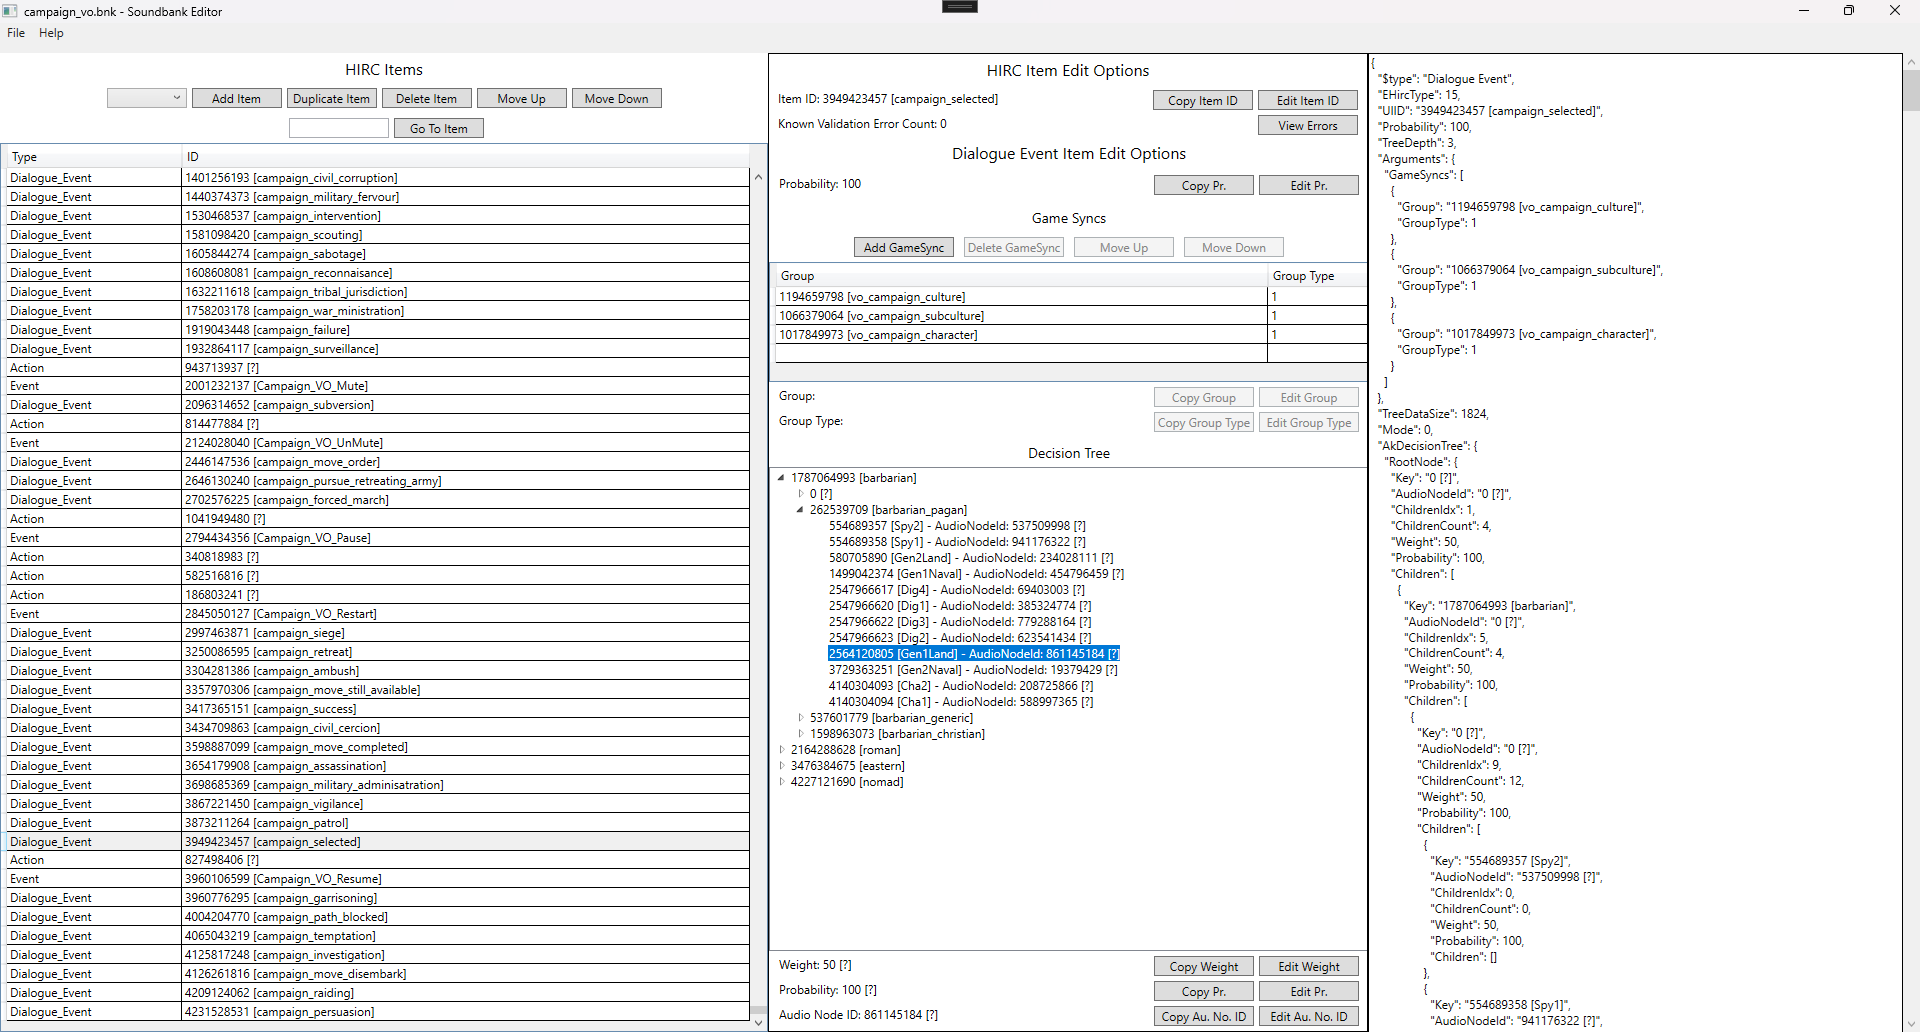 campaign_vo.bnk - Soundbank Editor
File Help
HIRC Items
Add Item Duplicate Item Delete Item Move Up Move Down
Go To Item
Type ID
Dialogue_Event 1401256193 [campaign_civil_corruption]
Dialogue_Event 1440374373 [campaign_military_fervour]
Dialogue_Event 1530468537 [campaign_intervention]
Dialogue_Event 1581098420 [campaign_scouting]
Dialogue_Event 1605844274 [campaign_sabotage]
Dialogue_Event 1608608081 [campaign_reconnaisance]
Dialogue_Event 1632211618 [campaign_tribal_jurisdiction]
Dialogue_Event 1758203178 [campaign_war_ministration]
Dialogue_Event 1919043448 [campaign_failure]
Dialogue_Event 1932864117 [campaign_surveillance]
Action 943713937 [?]
Event 2001232137 [Campaign_VO_Mute]
Dialogue_Event 2096314652 [campaign_subversion]
Action 814477884 [?]
Event 2124028040 [Campaign_VO_UnMute]
Dialogue_Event 2446147536 [campaign_move_order]
Dialogue_Event 2646130240 [campaign_pursue_retreating_army]
Dialogue_Event 2702576225 [campaign_forced_march]
Action 1041949480 [?]
Event 2794434356 [Campaign_VO_Pause]
Action 340818983 [?]
Action 582516816 [?]
Action 186803241 [?]
Event 2845050127 [Campaign_VO_Restart]
Dialogue_Event 2997463871 [campaign_siege]
Dialogue_Event 3250086595 [campaign_retreat]
Dialogue_Event 3304281386 [campaign_ambush]
Dialogue_Event 3357970306 [campaign_move_still_available]
Dialogue_Event 3417365151 [campaign_success]
Dialogue_Event 3434709863 [campaign_civil_cercion]
Dialogue_Event 3598887099 [campaign_move_completed]
Dialogue_Event 3654179908 [campaign_assassination]
Dialogue_Event 3698685369 [campaign_military_adminisatration]
Dialogue_Event 3867221450 [campaign_vigilance]
Dialogue_Event 3873211264 [campaign_patrol]
Dialogue_Event 3949423457 [campaign_selected]
Action 827498406 [?]
Event 3960106599 [Campaign_VO_Resume]
Dialogue_Event 3960776295 [campaign_garrisoning]
Dialogue_Event 4004204770 [campaign_path_blocked]
Dialogue_Event 4065043219 [campaign_temptation]
Dialogue_Event 4125817248 [campaign_investigation]
Dialogue_Event 4126261816 [campaign_move_disembark]
Dialogue_Event 4209124062 [campaign_raiding]
Dialogue_Event 4231528531 [campaign_persuasion]
HIRC Item Edit Options
Item ID: 3949423457 [campaign_selected] Copy Item ID Edit Item ID
Known Validation Error Count: 0 View Errors
Dialogue Event Item Edit Options
Probability: 100 Copy Pr. Edit Pr.
Game Syncs
Add GameSync Delete GameSync Move Up Move Down
Group Group Type
1194659798 [vo_campaign_culture] 1
1066379064 [vo_campaign_subculture] 1
1017849973 [vo_campaign_character] 1
Group: Copy Group Edit Group
Group Type: Copy Group Type Edit Group Type
Decision Tree
1787064993 [barbarian]
0 [?]
262539709 [barbarian_pagan]
554689357 [Spy2] - AudioNodeId: 537509998 [?]
554689358 [Spy1] - AudioNodeId: 941176322 [?]
580705890 [Gen2Land] - AudioNodeId: 234028111 [?]
1499042374 [Gen1Naval] - AudioNodeId: 454796459 [?]
2547966617 [Dig4] - AudioNodeId: 69403003 [?]
2547966620 [Dig1] - AudioNodeId: 385324774 [?]
2547966622 [Dig3] - AudioNodeId: 779288164 [?]
2547966623 [Dig2] - AudioNodeId: 623541434 [?]
2564120805 [Gen1Land] - AudioNodeId: 861145184 [?]
3729363251 [Gen2Naval] - AudioNodeId: 19379429 [?]
4140304093 [Cha2] - AudioNodeId: 208725866 [?]
4140304094 [Cha1] - AudioNodeId: 588997365 [?]
537601779 [barbarian_generic]
1598963073 [barbarian_christian]
2164288628 [roman]
3476384675 [eastern]
4227121690 [nomad]
Weight: 50 [?] Copy Weight Edit Weight
Probability: 100 [?] Copy Pr. Edit Pr.
Audio Node ID: 861145184 [?] Copy Au. No. ID Edit Au. No. ID
{
"$type": "Dialogue Event",
"EHircType": 15,
"UlID": "3949423457 [campaign_selected]",
"Probability": 100,
"TreeDepth": 3,
"Arguments": {
"GameSyncs": [
{
"Group": "1194659798 [vo_campaign_culture]",
"GroupType": 1
},
{
"Group": "1066379064 [vo_campaign_subculture]",
"GroupType": 1
},
{
"Group": "1017849973 [vo_campaign_character]",
"GroupType": 1
}
]
},
"TreeDataSize": 1824,
"Mode": 0,
"AkDecisionTree": {
"RootNode": {
"Key": "0 [?]",
"AudioNodeId": "0 [?]",
"ChildrenIdx": 1,
"ChildrenCount": 4,
"Weight": 50,
"Probability": 100,
"Children": [
{
"Key": "1787064993 [barbarian]",
"AudioNodeId": "0 [?]",
"ChildrenIdx": 5,
"ChildrenCount": 4,
"Weight": 50,
"Probability": 100,
"Children": [
{
"Key": "0 [?]",
"AudioNodeId": "0 [?]",
"ChildrenIdx": 9,
"ChildrenCount": 12,
"Weight": 50,
"Probability": 100,
"Children": [
{
"Key": "554689357 [Spy2]",
"AudioNodeId": "537509998 [?]",
"ChildrenIdx": 0,
"ChildrenCount": 0,
"Weight": 50,
"Probability": 100,
"Children": []
},
{
"Key": "554689358 [Spy1]",
"AudioNodeId": "941176322 [?]",